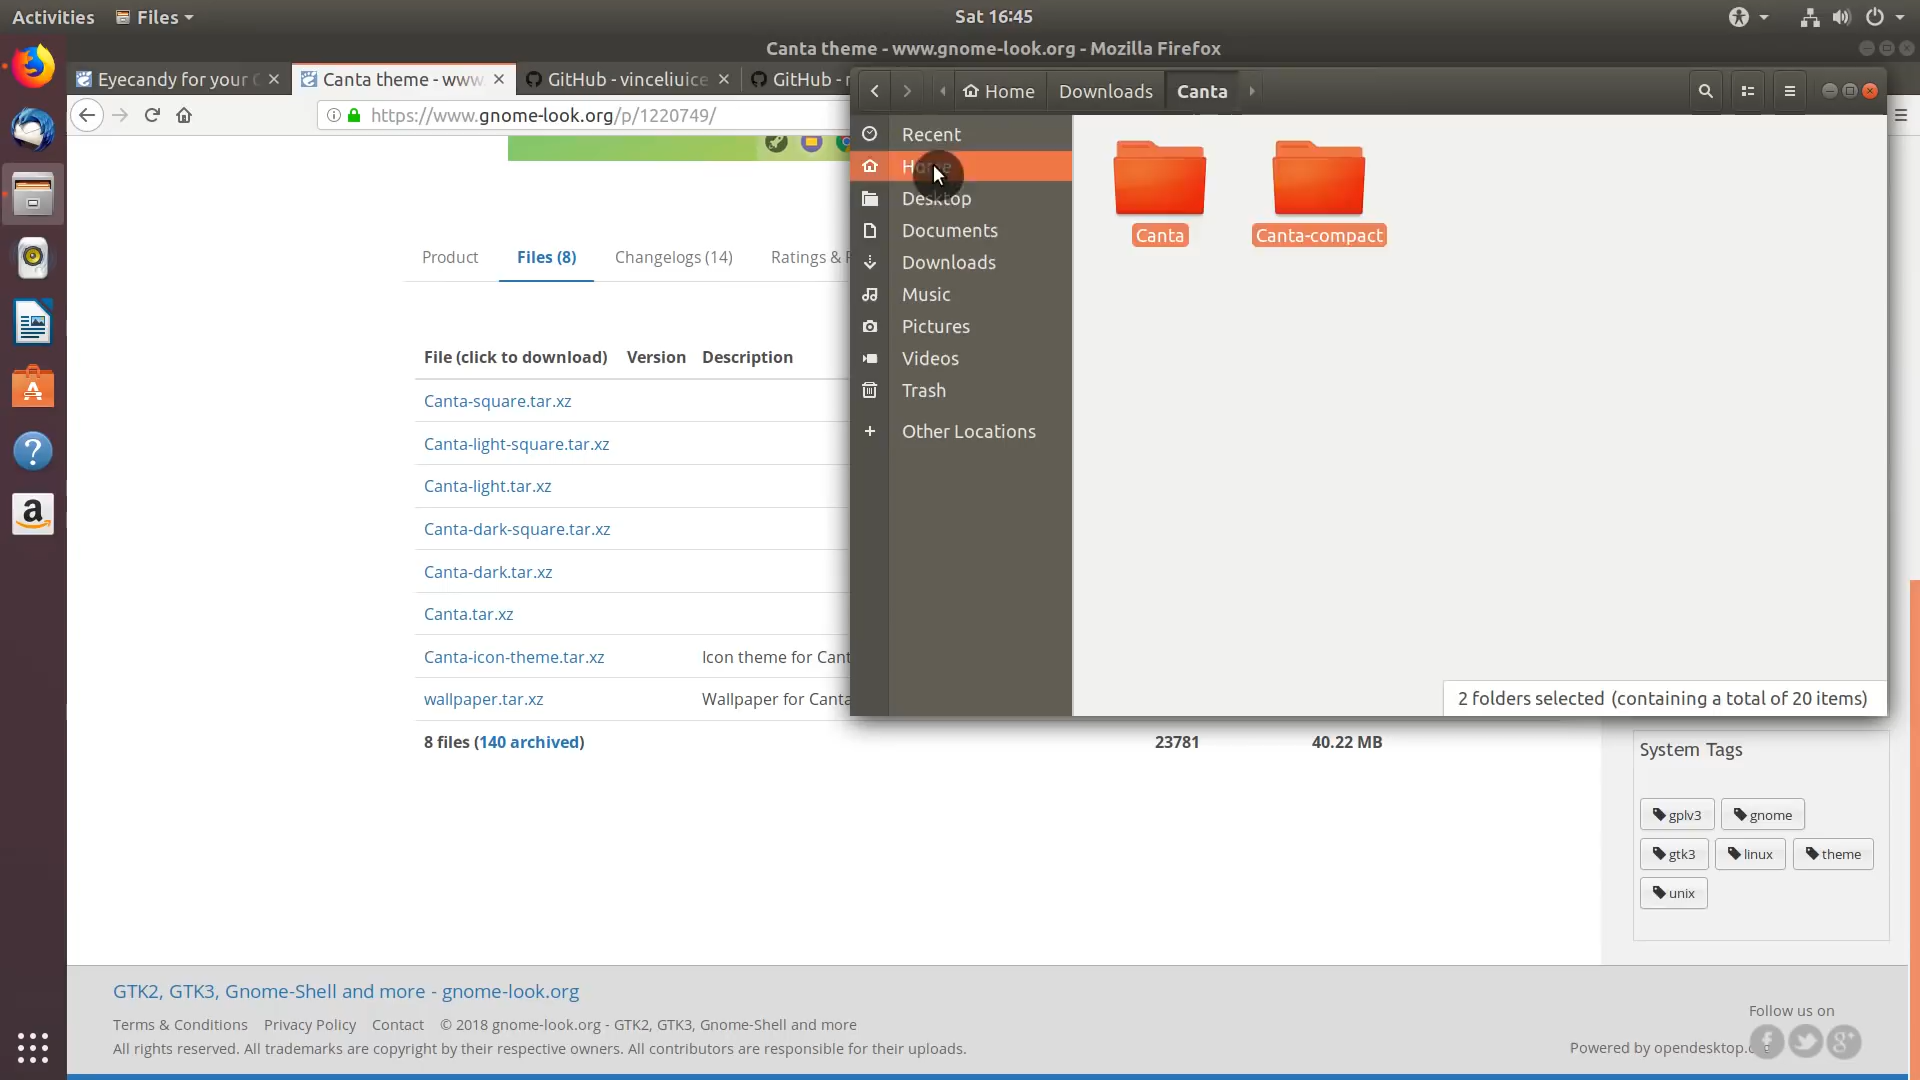 Activities
Files
Sat 16:45
Canta theme - www.gnome-look.org - Mozilla Firefox
Eyecandy for your
Canta theme - www.
GitHub - vinceliuice
GitHub -
https://www.gnome-look.org/p/1220749/
Home
Downloads
Canta
Recent
Home
Desktop
Documents
Downloads
Music
Pictures
Videos
Trash
Other Locations
Canta
Canta-compact
2 folders selected (containing a total of 20 items)
Product
Files (8)
Changelogs (14)
Ratings &
File (click to download) Version Description
Canta-square.tar.xz
Canta-light-square.tar.xz
Canta-light.tar.xz
Canta-dark-square.tar.xz
Canta-dark.tar.xz
Canta.tar.xz
Canta-icon-theme.tar.xz Icon theme for Cant
wallpaper.tar.xz Wallpaper for Canta
8 files (140 archived) 23781 40.22 MB
System Tags
gplv3 gnome
gtk3 linux theme
unix
GTK2, GTK3, Gnome-Shell and more - gnome-look.org
Terms & Conditions Privacy Policy Contact © 2018 gnome-look.org - GTK2, GTK3, Gnome-Shell and more
All rights reserved. All trademarks are copyright by their respective owners. All contributors are responsible for their uploads.
Follow us on
Powered by opendesktop.